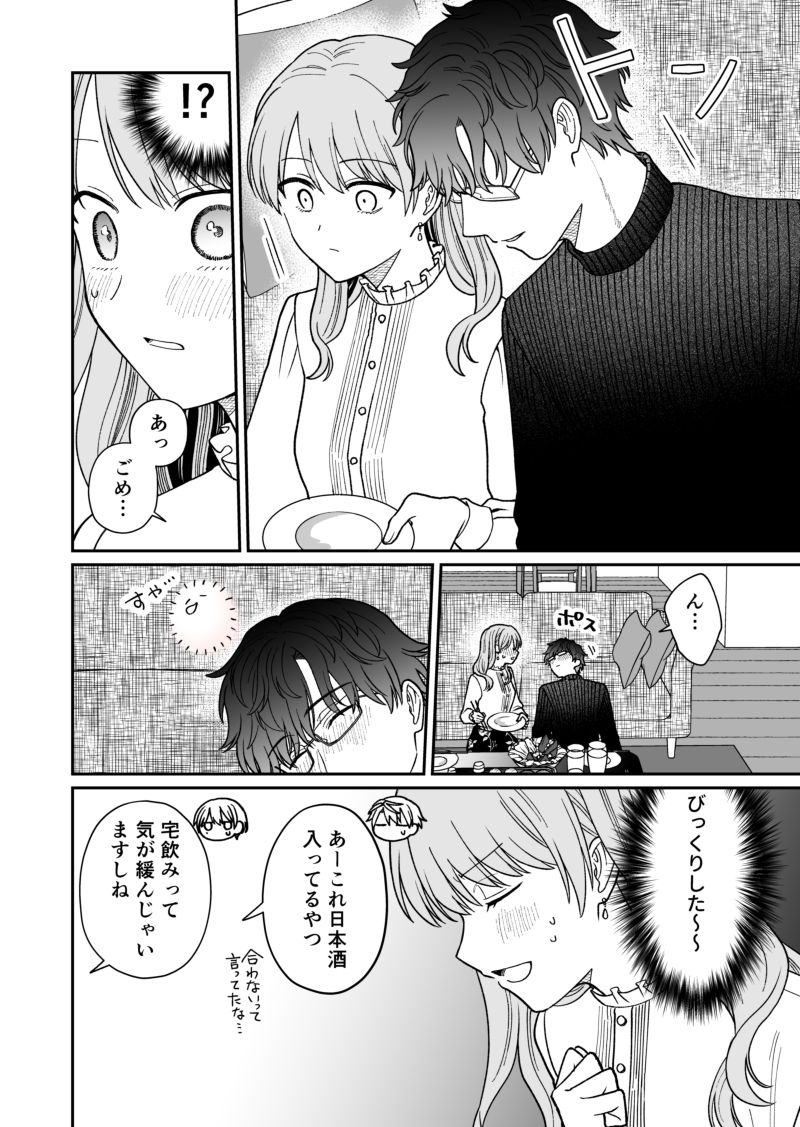 トン
!?
あっ
ごめ…
ん…
ポス
すゃ…
びっくりした〜〜
あーこれ日本酒
入ってるやつ
合わないって
言ってたな…
宅飲みって
気が緩んじゃい
ますしね